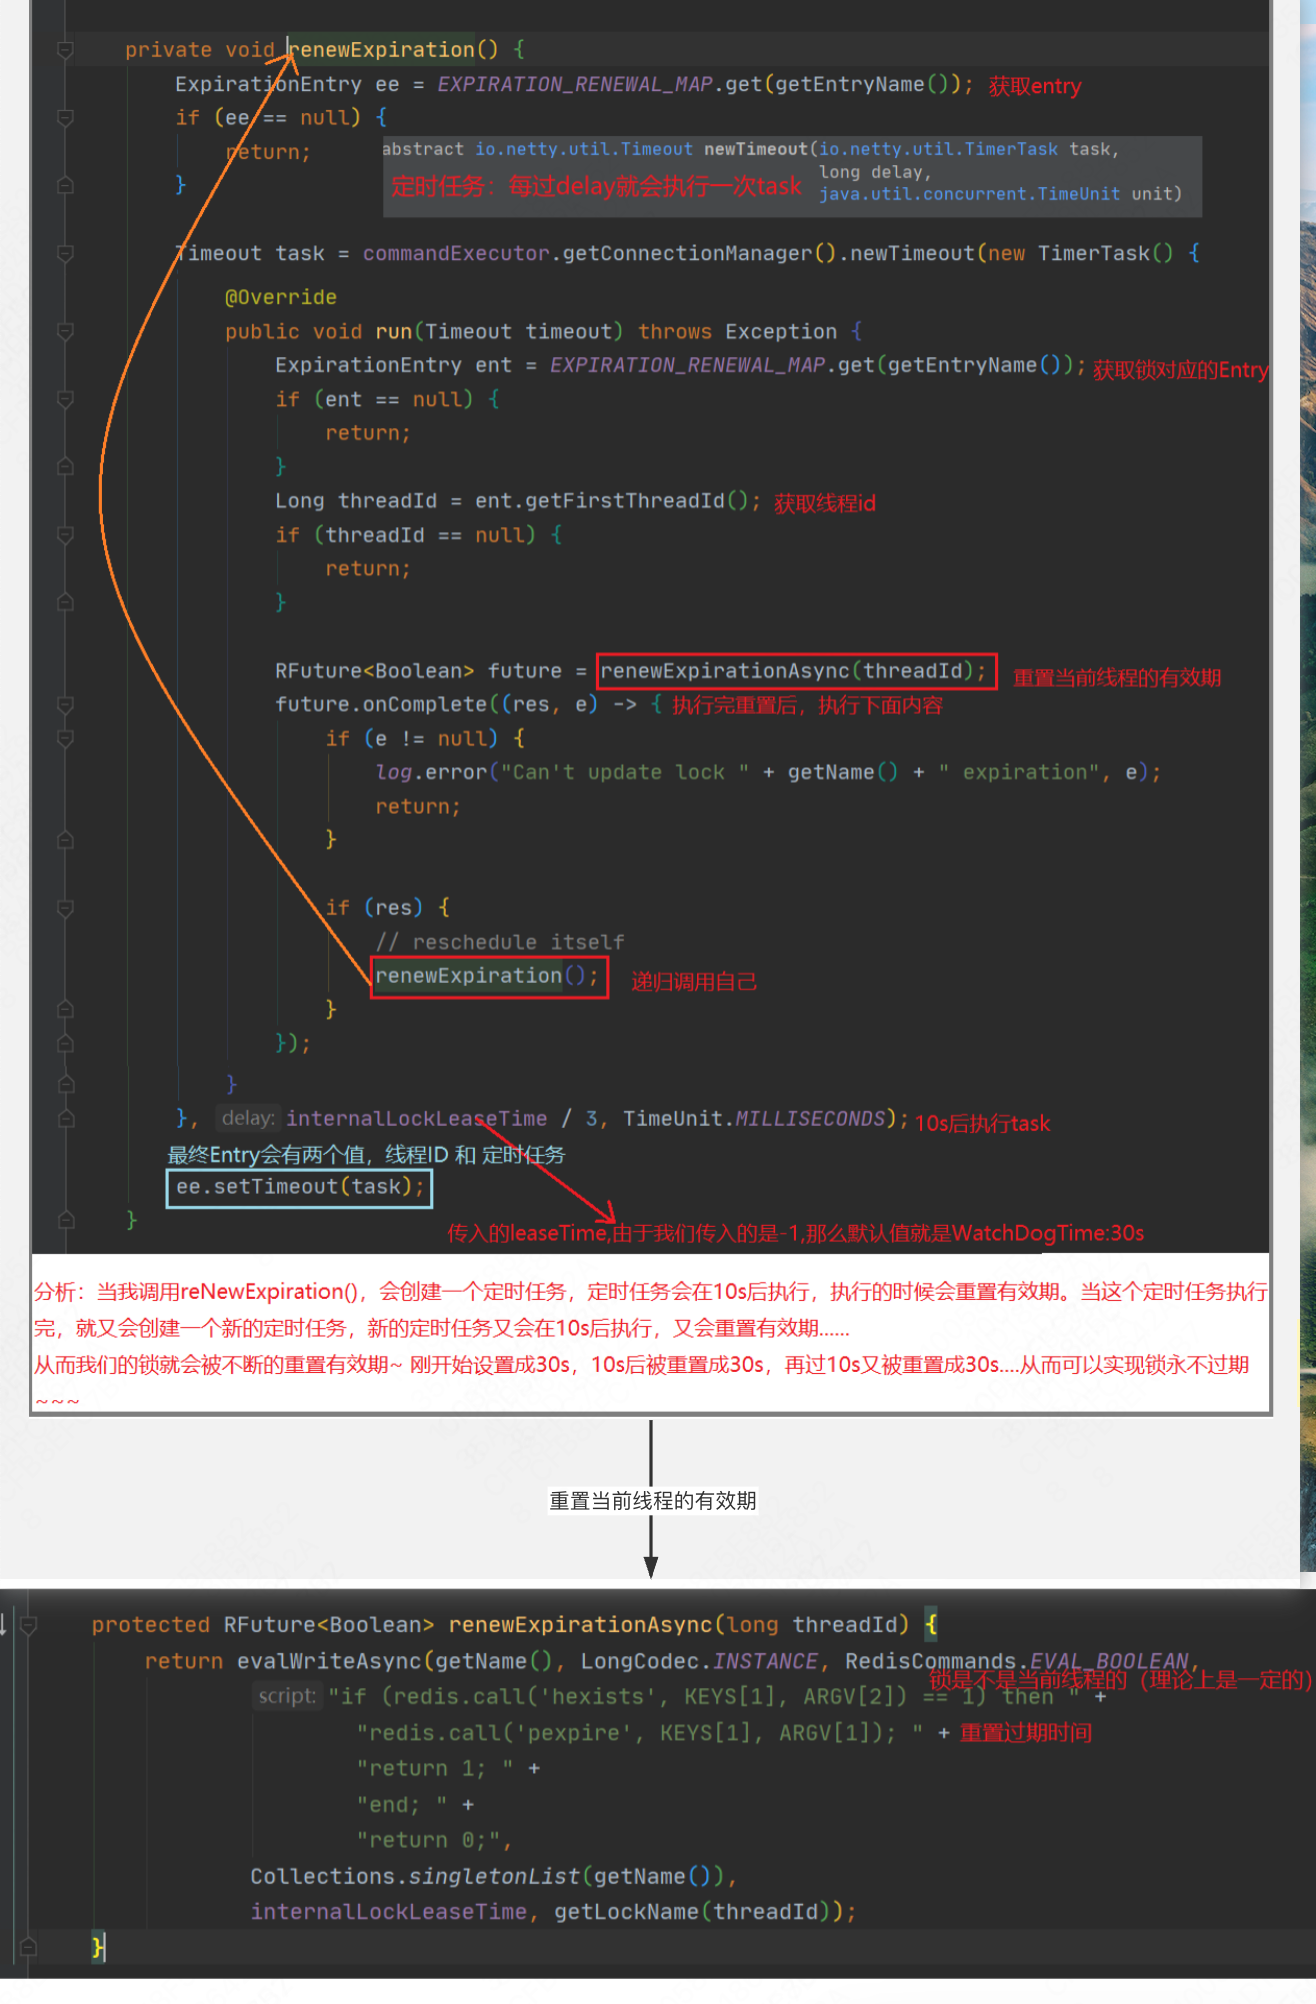 private void renewExpiration() {
ExpirationEntry ee = EXPIRATION_RENEWAL_MAP.get(getEntryName()); 获取entry
if (ee == null) {
return;
}
abstract io.netty.util.Timeout newTimeout(io.netty.util.TimerTask task,
long delay,
java.util.concurrent.TimeUnit unit)
定时任务：每过delay就会执行一次task
Timeout task = commandExecutor.getConnectionManager().newTimeout(new TimerTask() {
@Override
public void run(Timeout timeout) throws Exception {
ExpirationEntry ent = EXPIRATION_RENEWAL_MAP.get(getEntryName()); 获取锁对应的Entry
if (ent == null) {
return;
}
Long threadId = ent.getFirstThreadId(); 获取线程id
if (threadId == null) {
return;
}
RFuture<Boolean> future = renewExpirationAsync(threadId); 重置当前线程的有效期
future.onComplete((res, e) -> { 执行完重置后，执行下面内容
if (e != null) {
log.error("Can't update lock " + getName() + " expiration", e);
return;
}
if (res) {
// reschedule itself
renewExpiration(); 递归调用自己
}
});
}
}, delay: internalLockLeaseTime / 3, TimeUnit.MILLISECONDS); 10s后执行task
最终Entry会有两个值，线程ID 和 定时任务
ee.setTimeout(task);
}
传入的leaseTime,由于我们传入的是-1,那么默认值就是WatchDogTime:30s
分析：当我调用reNewExpiration()，会创建一个定时任务，定时任务会在10s后执行，执行的时候会重置有效期。当这个定时任务执行
完，就又会创建一个新的定时任务，新的定时任务又会在10s后执行，又会重置有效期......
从而我们的锁就会被不断的重置有效期~ 刚开始设置成30s，10s后被重置成30s，再过10s又被重置成30s....从而可以实现锁永不过期
~~~
重置当前线程的有效期
protected RFuture<Boolean> renewExpirationAsync(long threadId) {
return evalWriteAsync(getName(), LongCodec.INSTANCE, RedisCommands.EVAL_BOOLEAN,
锁是不是当前线程的（理论上是一定的）
script: "if (redis.call('hexists', KEYS[1], ARGV[2]) == 1) then " +
"redis.call('pexpire', KEYS[1], ARGV[1]); " + 重置过期时间
"return 1; " +
"end; " +
"return 0;",
Collections.singletonList(getName()),
internalLockLeaseTime, getLockName(threadId));
}